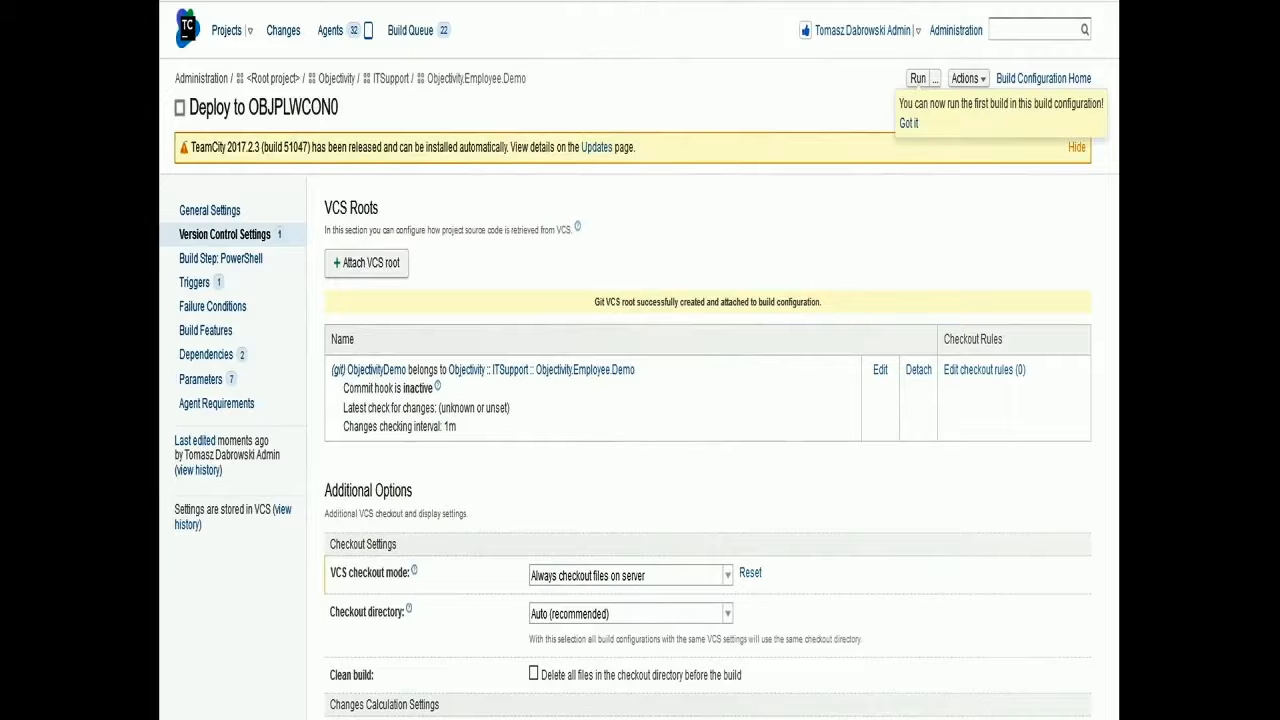 TC
Projects
Changes
Agents 32
Build Queue 22
Tomasz Dabrowski Admin
Administration
Administration / <Root project> / Objectivity / ITSupport / Objectivity.Employee.Demo
Run ...
Actions
Build Configuration Home
You can now run the first build in this build configuration!
Got it
Deploy to OBJPLWCON0
TeamCity 2017.2.3 (build 51047) has been released and can be installed automatically. View details on the Updates page.
Hide
General Settings
Version Control Settings 1
Build Step: PowerShell
Triggers 1
Failure Conditions
Build Features
Dependencies 2
Parameters 7
Agent Requirements
Last edited moments ago
by Tomasz Dabrowski Admin
(view history)
Settings are stored in VCS (view
history)
VCS Roots
In this section you can configure how project source code is retrieved from VCS. ?
+ Attach VCS root
Git VCS root successfully created and attached to build configuration.
Name
Checkout Rules
(git) ObjectivityDemo belongs to Objectivity :: ITSupport :: Objectivity.Employee.Demo
Edit
Detach
Edit checkout rules (0)
Commit hook is inactive ?
Latest check for changes: (unknown or unset)
Changes checking interval: 1m
Additional Options
Additional VCS checkout and display settings
Checkout Settings
VCS checkout mode: ?
Always checkout files on server
Reset
Checkout directory: ?
Auto (recommended)
With this selection all build configurations with the same VCS settings will use the same checkout directory.
Clean build:
Delete all files in the checkout directory before the build
Changes Calculation Settings